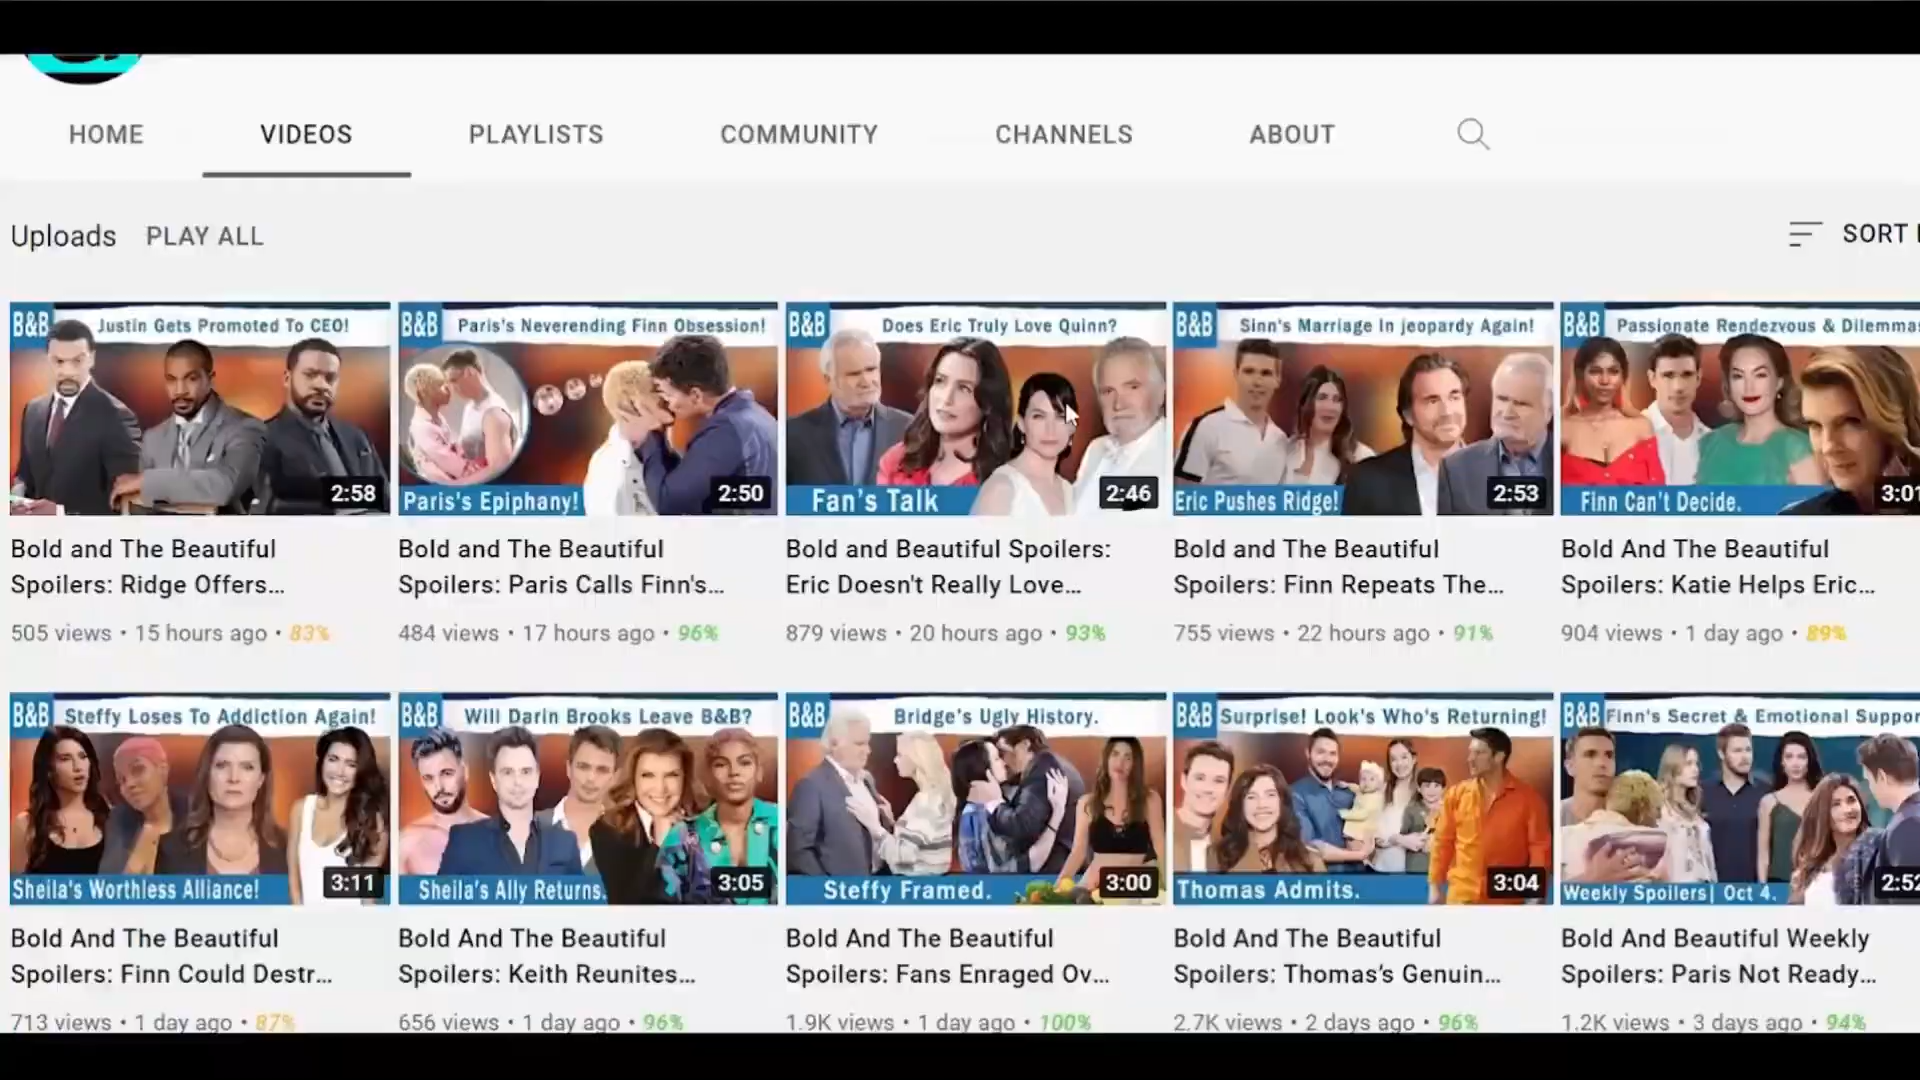 HOME VIDEOS PLAYLISTS COMMUNITY CHANNELS ABOUT
Uploads PLAY ALL SORT
B&B Justin Gets Promoted To CEO!
2:58
Bold and The Beautiful
Spoilers: Ridge Offers...
505 views • 15 hours ago • 83%
B&B Paris's Neverending Finn Obsession!
Paris's Epiphany!
2:50
Bold and The Beautiful
Spoilers: Paris Calls Finn's...
484 views • 17 hours ago • 96%
B&B Does Eric Truly Love Quinn?
Fan's Talk
2:46
Bold and Beautiful Spoilers:
Eric Doesn't Really Love...
879 views • 20 hours ago • 93%
B&B Sinn's Marriage In jeopardy Again!
Eric Pushes Ridge!
2:53
Bold and The Beautiful
Spoilers: Finn Repeats The...
755 views • 22 hours ago • 91%
B&B Passionate Rendezvous & Dilemmas
Finn Can't Decide.
3:01
Bold And The Beautiful
Spoilers: Katie Helps Eric...
904 views • 1 day ago • 89%
B&B Steffy Loses To Addiction Again!
Sheila's Worthless Alliance!
3:11
Bold And The Beautiful
Spoilers: Finn Could Destr...
713 views • 1 day ago • 87%
B&B Will Darin Brooks Leave B&B?
Sheila's Ally Returns.
3:05
Bold And The Beautiful
Spoilers: Keith Reunites...
656 views • 1 day ago • 96%
B&B Bridge's Ugly History.
Steffy Framed.
3:00
Bold And The Beautiful
Spoilers: Fans Enraged Ov...
1.9K views • 1 day ago • 100%
B&B Surprise! Look's Who's Returning!
Thomas Admits.
3:04
Bold And The Beautiful
Spoilers: Thomas's Genuin...
2.7K views • 2 days ago • 96%
B&B Finn's Secret & Emotional Suppor
Weekly Spoilers| Oct 4.
2:52
Bold And Beautiful Weekly
Spoilers: Paris Not Ready...
1.2K views • 3 days ago • 94%